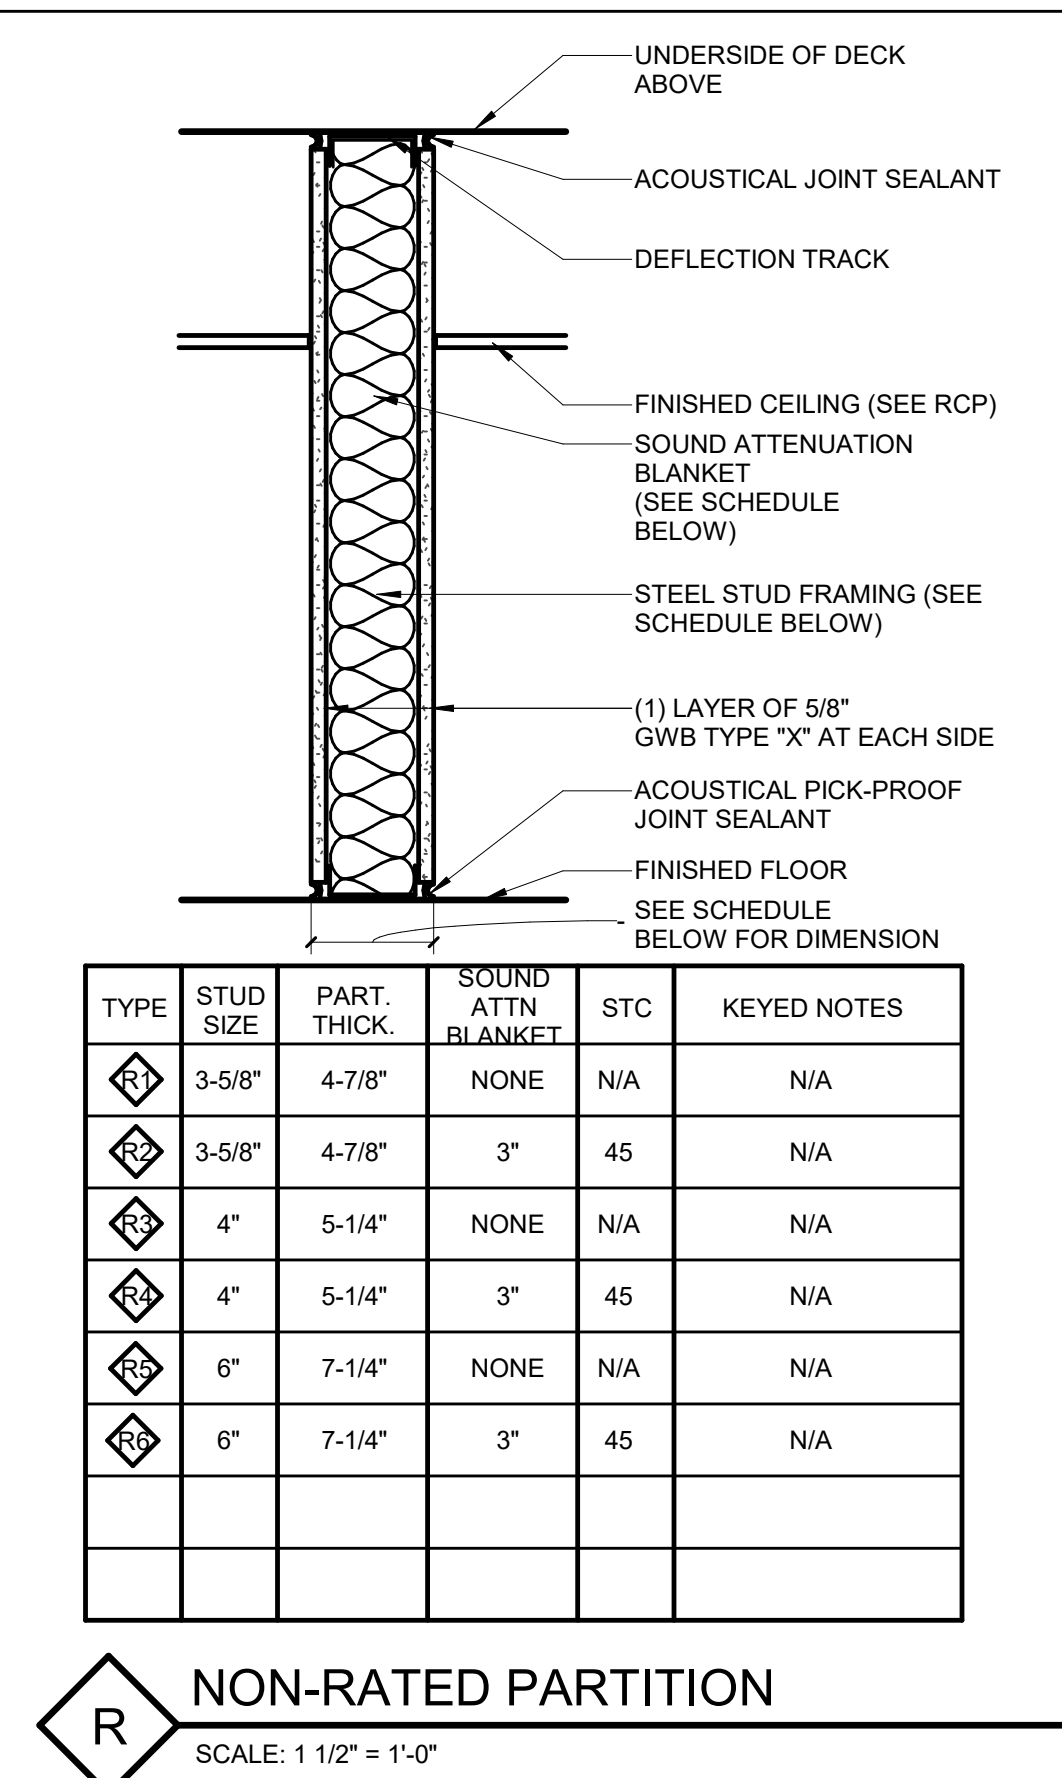 UNDERSIDE OF DECK
ABOVE
ACOUSTICAL JOINT SEALANT
DEFLECTION TRACK
FINISHED CEILING (SEE RCP)
SOUND ATTENUATION
BLANKET
(SEE SCHEDULE
BELOW)
STEEL STUD FRAMING (SEE
SCHEDULE BELOW)
(1) LAYER OF 5/8"
GWB TYPE "X" AT EACH SIDE
ACOUSTICAL PICK-PROOF
JOINT SEALANT
FINISHED FLOOR
SEE SCHEDULE
BELOW FOR DIMENSION
TYPE STUD SIZE PART. THICK. SOUND ATTN BLANKET STC KEYED NOTES
R1 3-5/8" 4-7/8" NONE N/A N/A
R2 3-5/8" 4-7/8" 3" 45 N/A
R3 4" 5-1/4" NONE N/A N/A
R4 4" 5-1/4" 3" 45 N/A
R5 6" 7-1/4" NONE N/A N/A
R6 6" 7-1/4" 3" 45 N/A
R
NON-RATED PARTITION
SCALE: 1 1/2" = 1'-0"